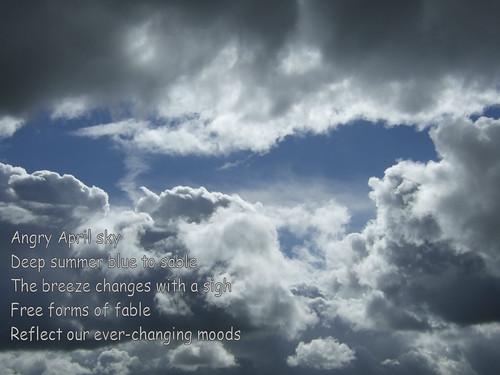 Angry April sky
Deep summer blue to sable
The breeze changes with a sigh
Free forms of fable
Reflect our ever-changing moods